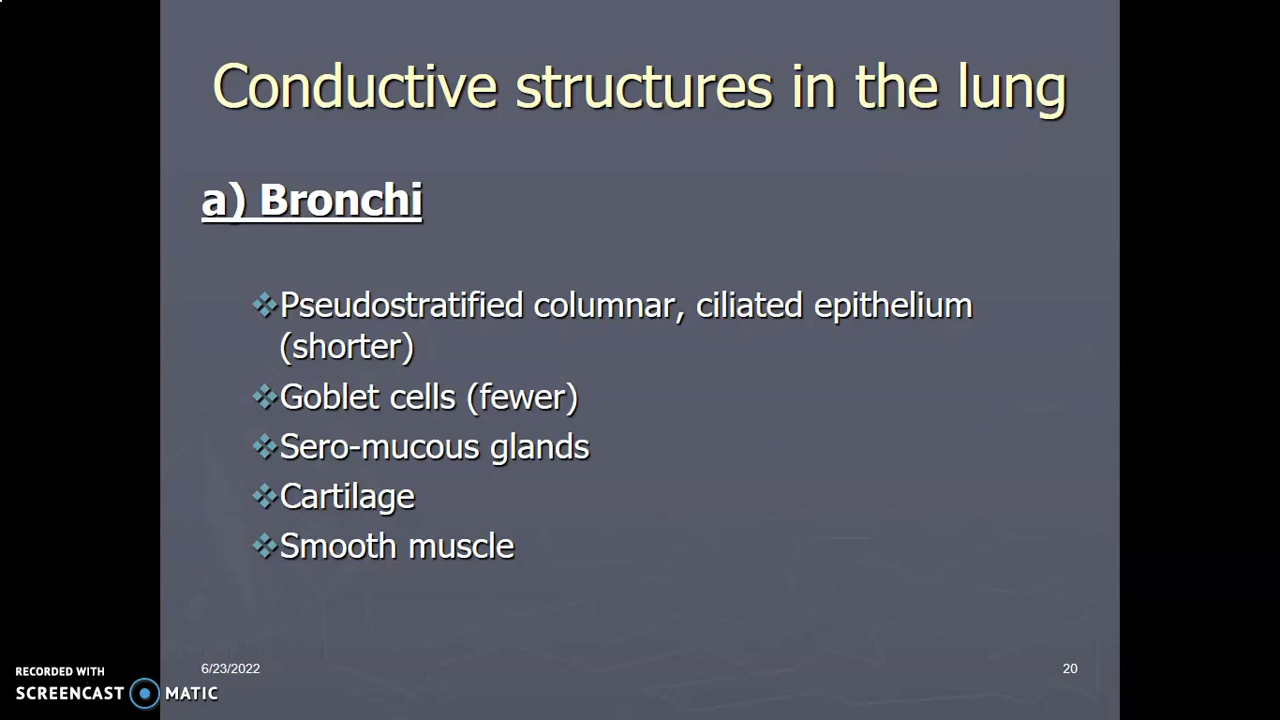 Conductive structures in the lung
a) Bronchi
❖Pseudostratified columnar, ciliated epithelium
(shorter)
❖Goblet cells (fewer)
❖Sero-mucous glands
❖Cartilage
❖Smooth muscle
6/23/2022
20
RECORDED WITH
SCREENCAST MATIC